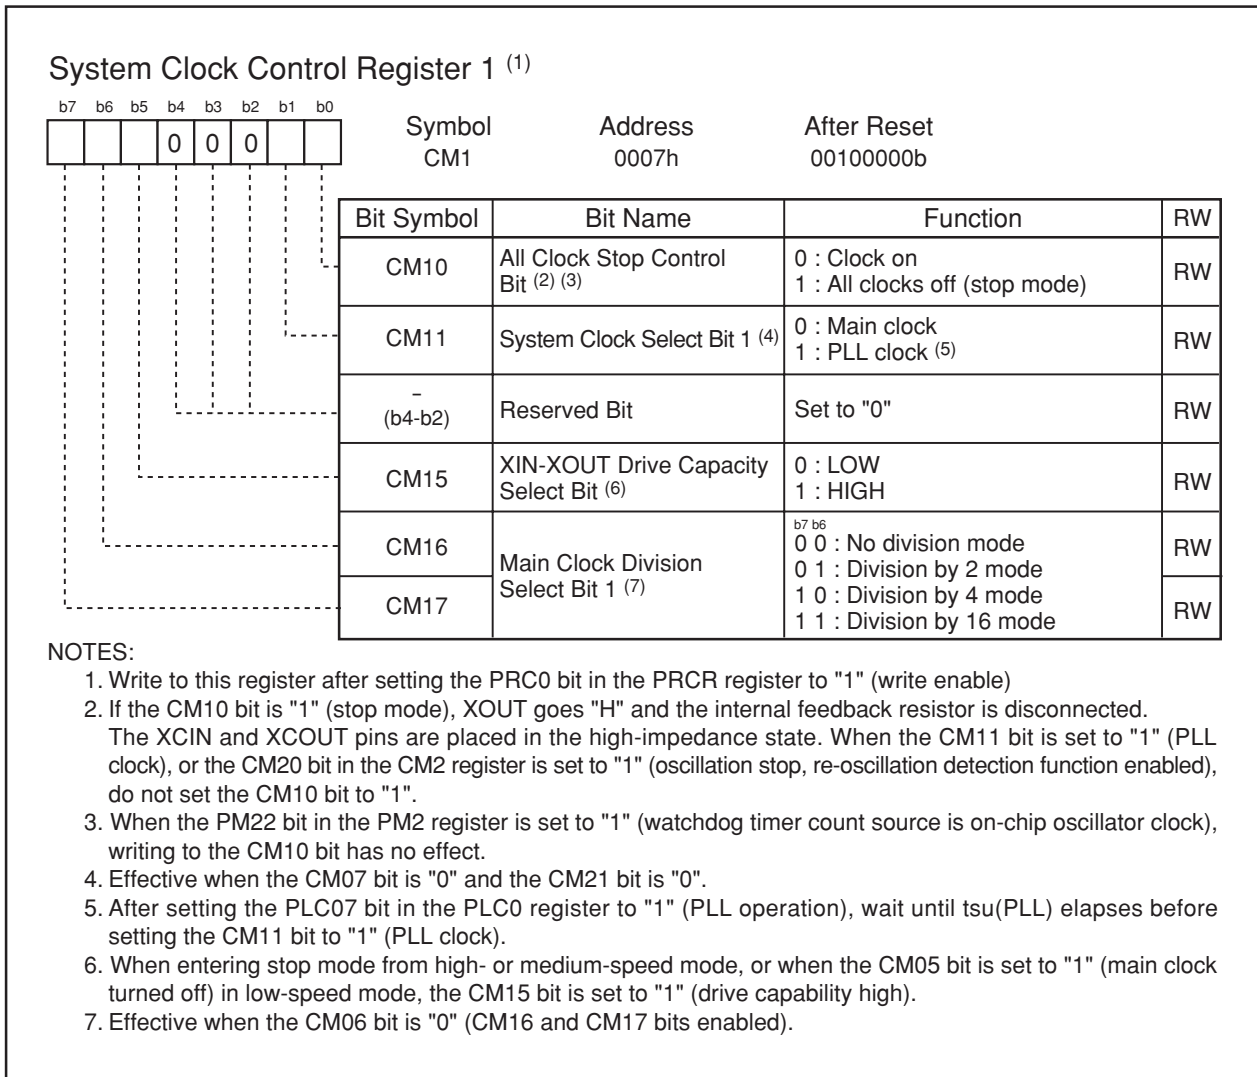 System Clock Control Register 1 (1)
b7 b6 b5 b4 b3 b2 b1 b0
0 0 0
Symbol Address After Reset
CM1 0007h 00100000b
Bit Symbol Bit Name Function RW
CM10 All Clock Stop Control Bit (2) (3) 0 : Clock on RW
1 : All clocks off (stop mode)
CM11 System Clock Select Bit 1 (4) 0 : Main clock RW
1 : PLL clock (5)
– (b4-b2) Reserved Bit Set to "0" RW
CM15 XIN-XOUT Drive Capacity Select Bit (6) 0 : LOW RW
1 : HIGH
CM16 Main Clock Division Select Bit 1 (7) b7 b6 RW
0 0 : No division mode
0 1 : Division by 2 mode
CM17 1 0 : Division by 4 mode RW
1 1 : Division by 16 mode
NOTES:
1. Write to this register after setting the PRC0 bit in the PRCR register to "1" (write enable)
2. If the CM10 bit is "1" (stop mode), XOUT goes "H" and the internal feedback resistor is disconnected.
The XCIN and XCOUT pins are placed in the high-impedance state. When the CM11 bit is set to "1" (PLL
clock), or the CM20 bit in the CM2 register is set to "1" (oscillation stop, re-oscillation detection function enabled),
do not set the CM10 bit to "1".
3. When the PM22 bit in the PM2 register is set to "1" (watchdog timer count source is on-chip oscillator clock),
writing to the CM10 bit has no effect.
4. Effective when the CM07 bit is "0" and the CM21 bit is "0".
5. After setting the PLC07 bit in the PLC0 register to "1" (PLL operation), wait until tsu(PLL) elapses before
setting the CM11 bit to "1" (PLL clock).
6. When entering stop mode from high- or medium-speed mode, or when the CM05 bit is set to "1" (main clock
turned off) in low-speed mode, the CM15 bit is set to "1" (drive capability high).
7. Effective when the CM06 bit is "0" (CM16 and CM17 bits enabled).